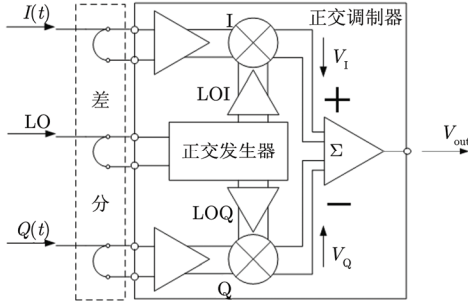 I(t)
I
正交调制器
V_I
LOI
+
差
LO
正交发生器
Σ
V_out
分
LOQ
−
Q(t)
V_Q
Q